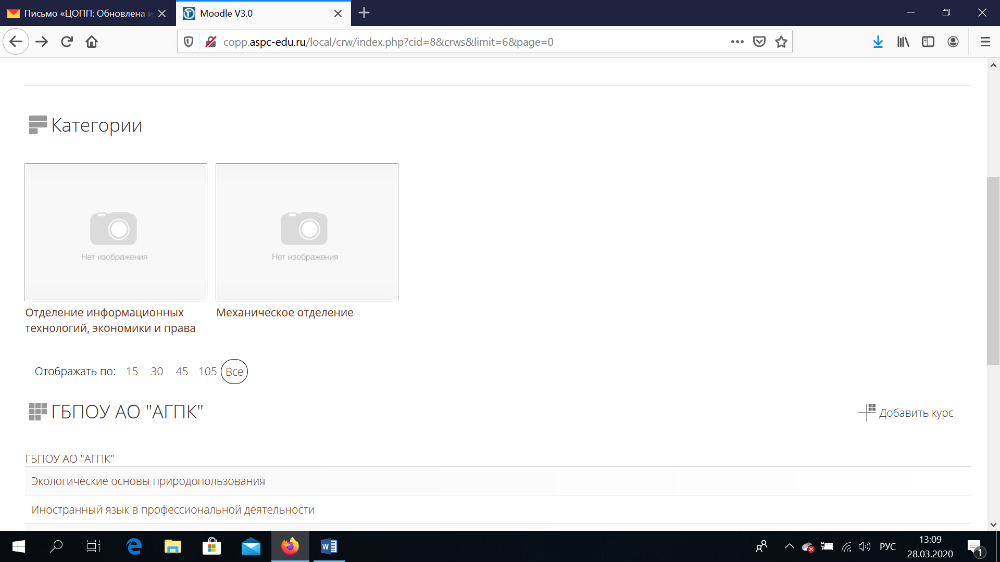 Письмо «ЦОПП: Обновлена и
Moodle V3.0
copp.aspc-edu.ru/local/crw/index.php?cid=8&crws&limit=6&page=0
Категории
Нет изображения
Нет изображения
Отделение информационных
технологий, экономики и права
Механическое отделение
Отображать по: 15 30 45 105 Все
ГБПОУ АО "АГПК"
Добавить курс
ГБПОУ АО "АГПК"
Экологические основы природопользования
Иностранный язык в профессиональной деятельности
РУС
13:09
28.03.2020
1